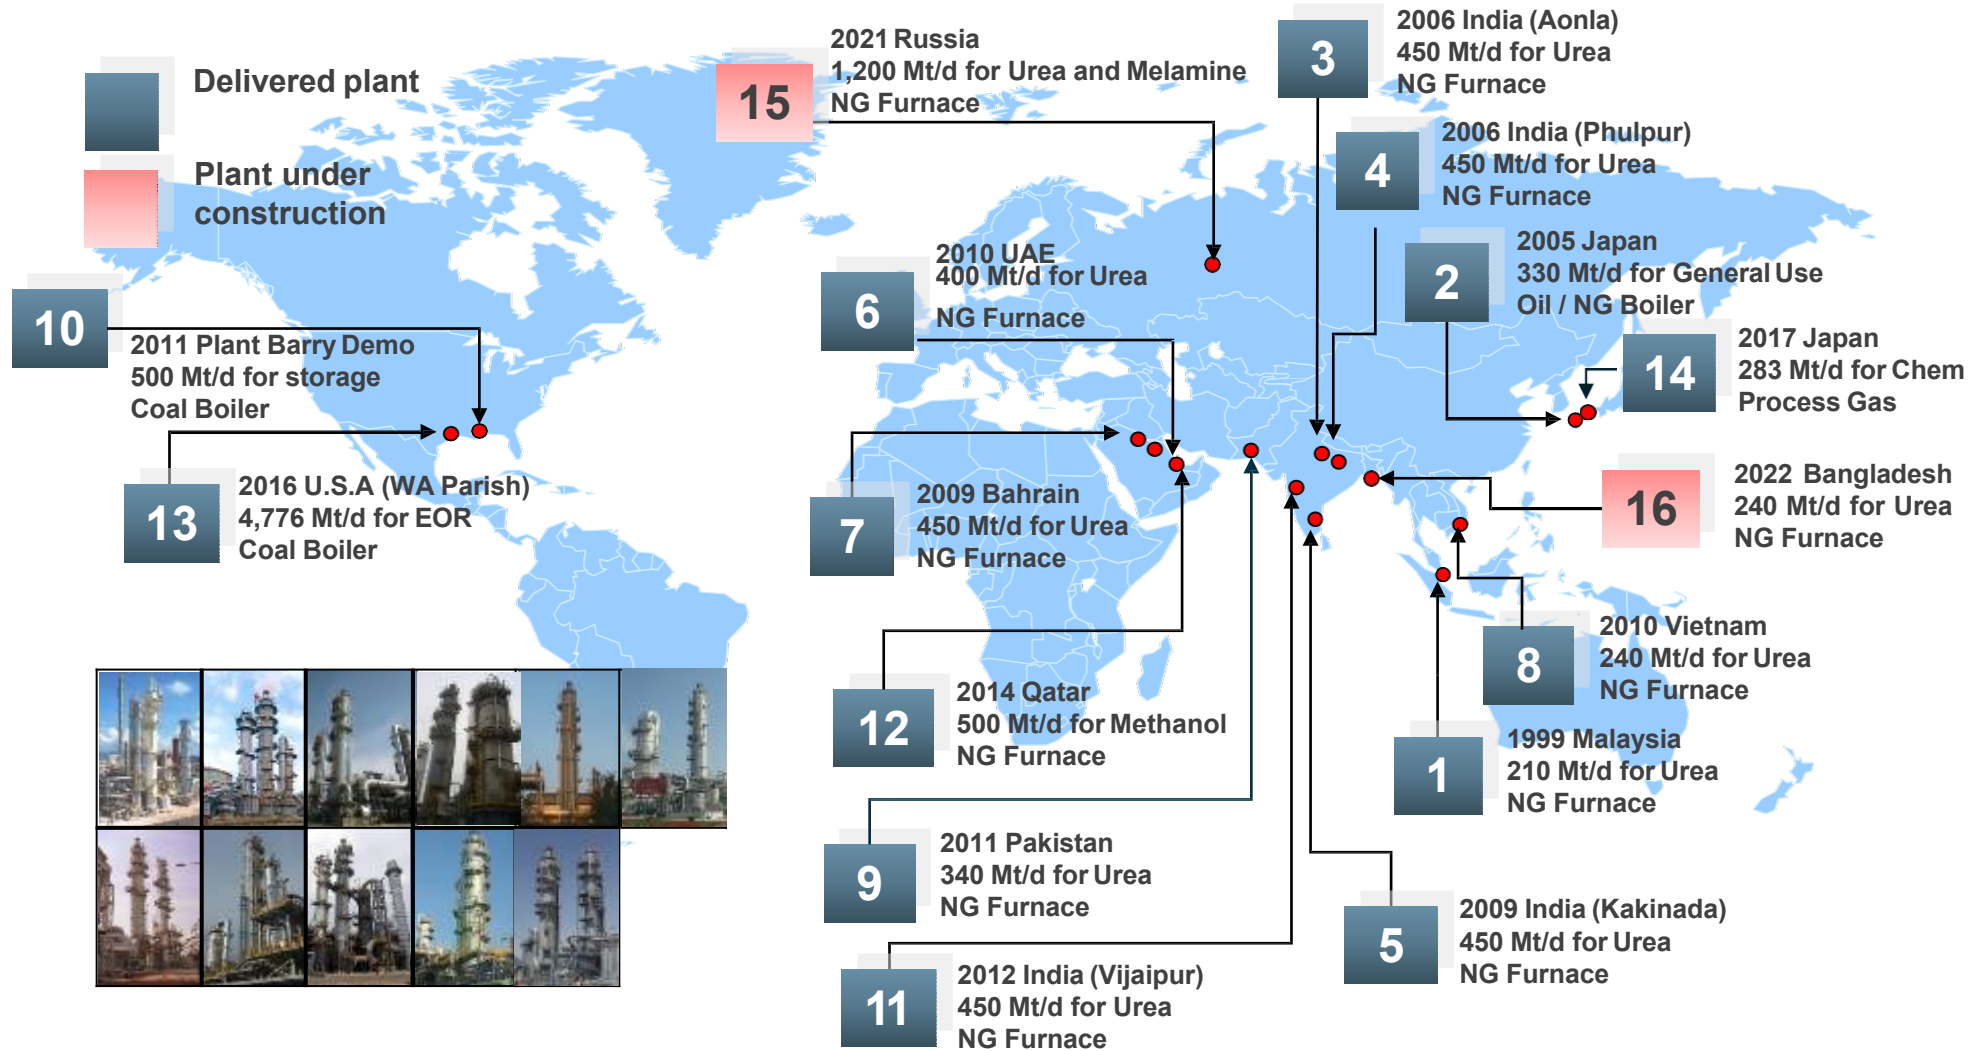 Delivered plant
Plant under
construction
15
2021 Russia
1,200 Mt/d for Urea and Melamine
NG Furnace
3
2006 India (Aonla)
450 Mt/d for Urea
NG Furnace
4
2006 India (Phulpur)
450 Mt/d for Urea
NG Furnace
2
2005 Japan
330 Mt/d for General Use
Oil / NG Boiler
6
2010 UAE
400 Mt/d for Urea
NG Furnace
10
2011 Plant Barry Demo
500 Mt/d for storage
Coal Boiler
14
2017 Japan
283 Mt/d for Chem
Process Gas
13
2016 U.S.A (WA Parish)
4,776 Mt/d for EOR
Coal Boiler
7
2009 Bahrain
450 Mt/d for Urea
NG Furnace
16
2022 Bangladesh
240 Mt/d for Urea
NG Furnace
8
2010 Vietnam
240 Mt/d for Urea
NG Furnace
12
2014 Qatar
500 Mt/d for Methanol
NG Furnace
1
1999 Malaysia
210 Mt/d for Urea
NG Furnace
9
2011 Pakistan
340 Mt/d for Urea
NG Furnace
5
2009 India (Kakinada)
450 Mt/d for Urea
NG Furnace
11
2012 India (Vijaipur)
450 Mt/d for Urea
NG Furnace